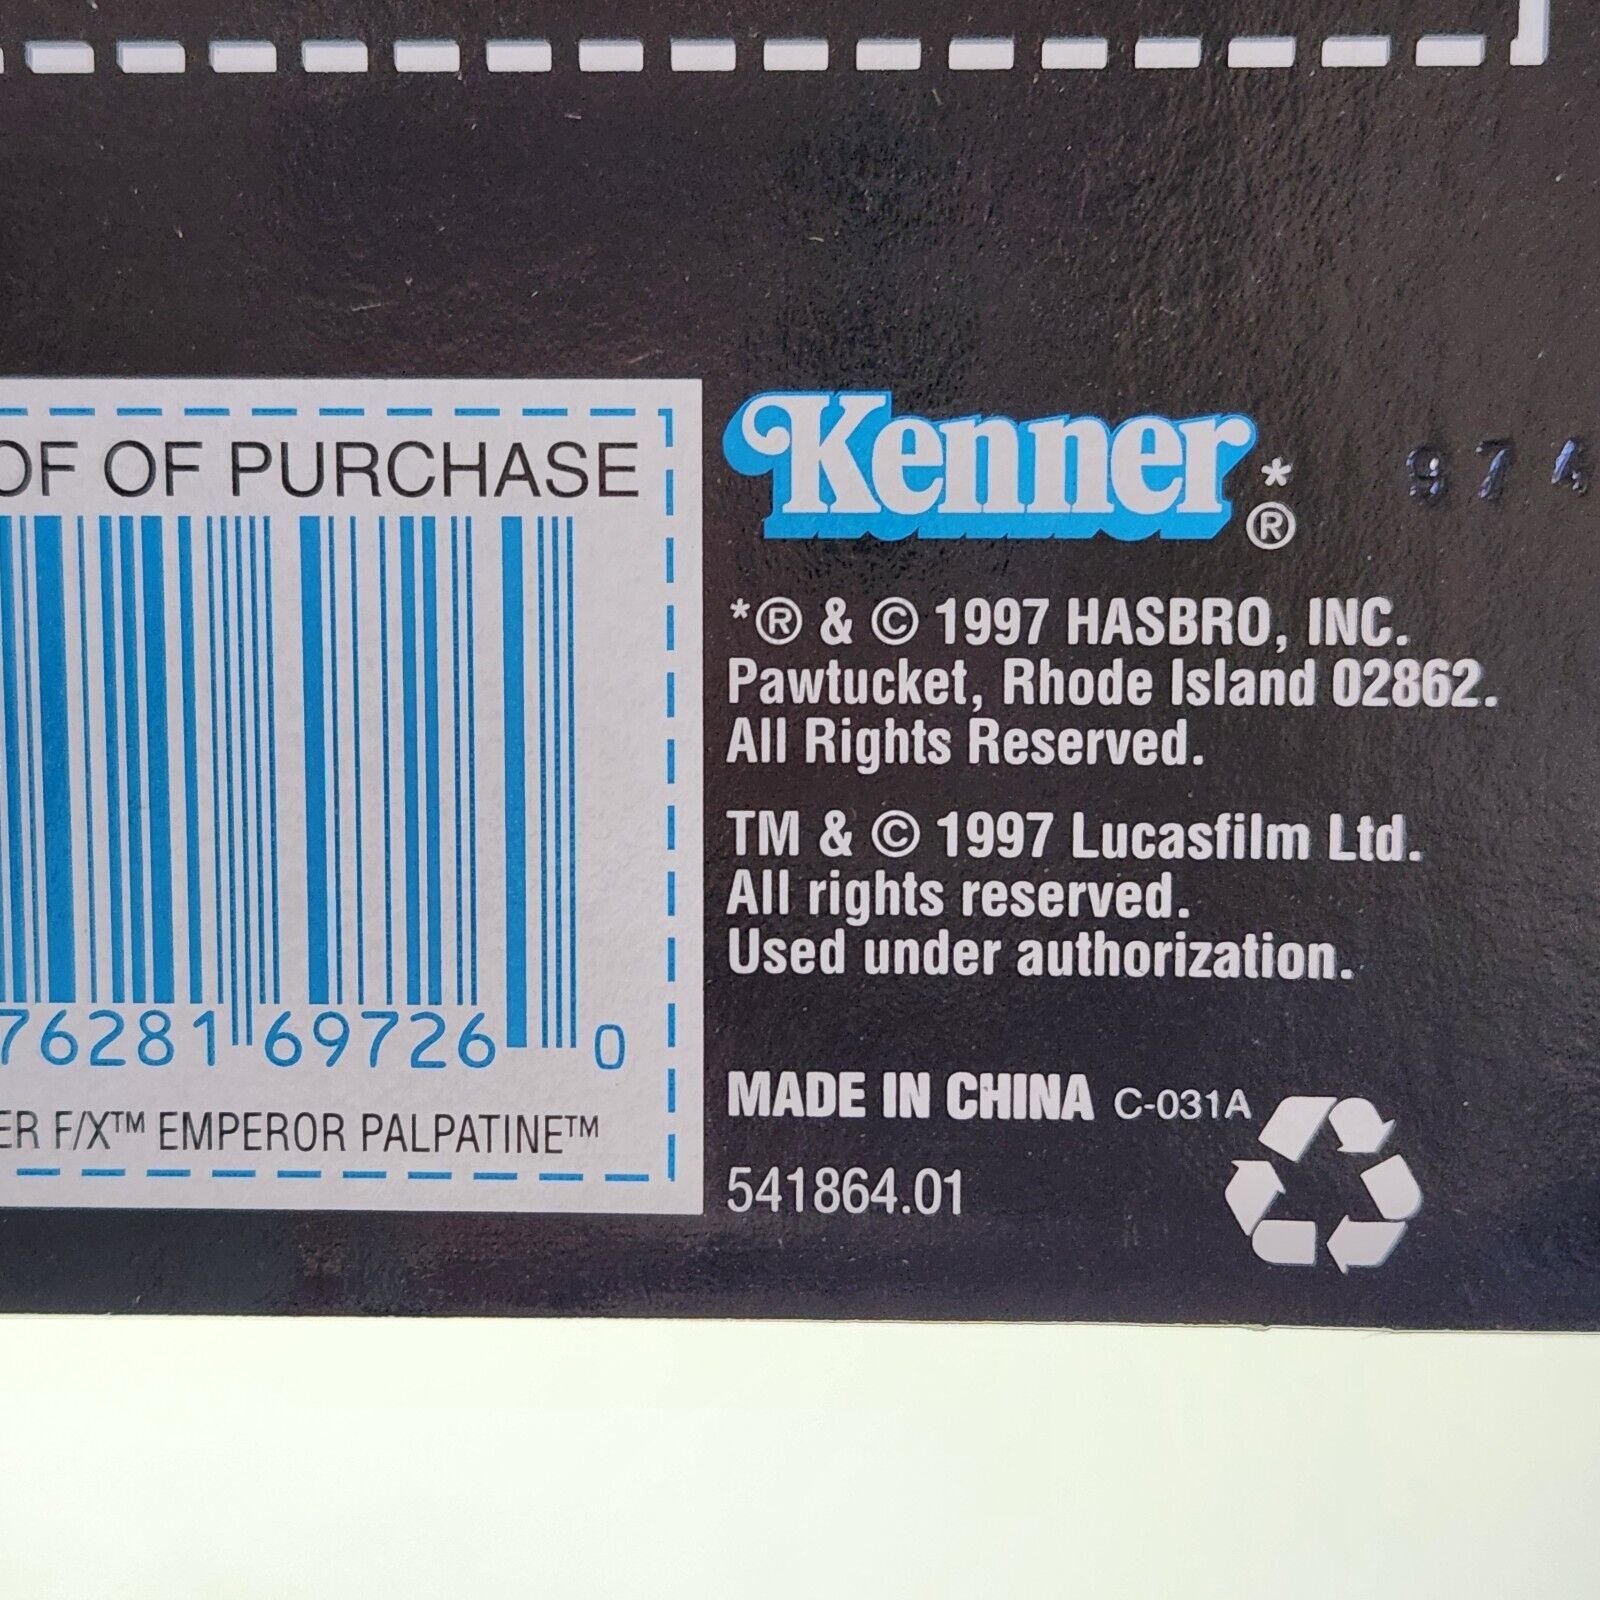 OF OF PURCHASE
76281 69726 0
ER F/X™ EMPEROR PALPATINE™
Kenner*®
974
*® & © 1997 HASBRO, INC.
Pawtucket, Rhode Island 02862.
All Rights Reserved.
TM & © 1997 Lucasfilm Ltd.
All rights reserved.
Used under authorization.
MADE IN CHINA C-031A
541864.01